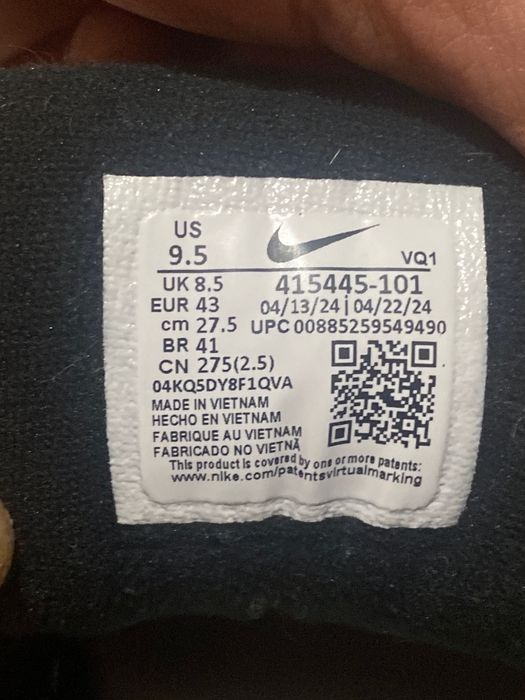 US
9.5
VQ1
UK 8.5
415445-101
EUR 43
04/13/24 | 04/22/24
cm 27.5
UPC 00885259549490
BR 41
CN 275(2.5)
04KQ5DY8F1QVA
MADE IN VIETNAM
HECHO EN VIETNAM
FABRIQUE AU VIETNAM
FABRICADO NO VIETNÃ
This product is covered by one or more patents:
www.nike.com/patentsvirtualmarking